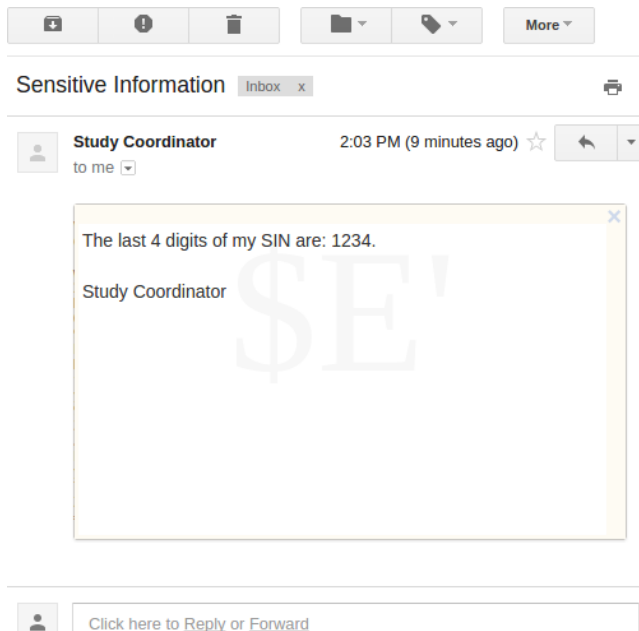 More
Sensitive Information Inbox x
Study Coordinator 2:03 PM (9 minutes ago)
to me
The last 4 digits of my SIN are: 1234.
Study Coordinator
$E'
Click here to Reply or Forward